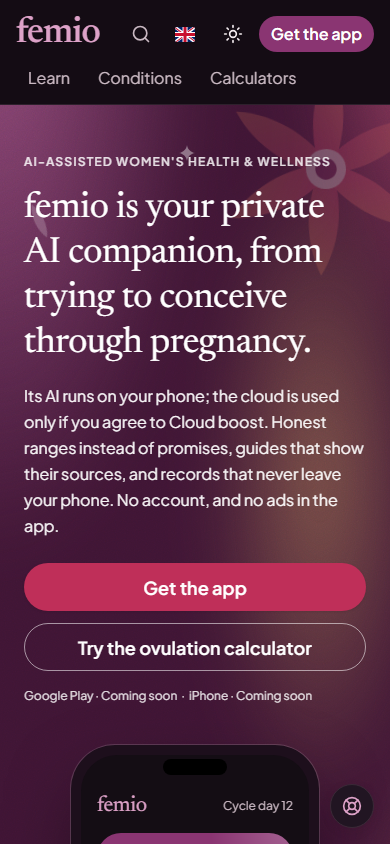 femio
Get the app
Learn
Conditions
Calculators
AI-ASSISTED WOMEN'S HEALTH & WELLNESS
femio is your private
AI companion, from
trying to conceive
through pregnancy.
Its AI runs on your phone; the cloud is used
only if you agree to Cloud boost. Honest
ranges instead of promises, guides that show
their sources, and records that never leave
your phone. No account, and no ads in the
app.
Get the app
Try the ovulation calculator
Google Play · Coming soon · iPhone · Coming soon
femio
Cycle day 12